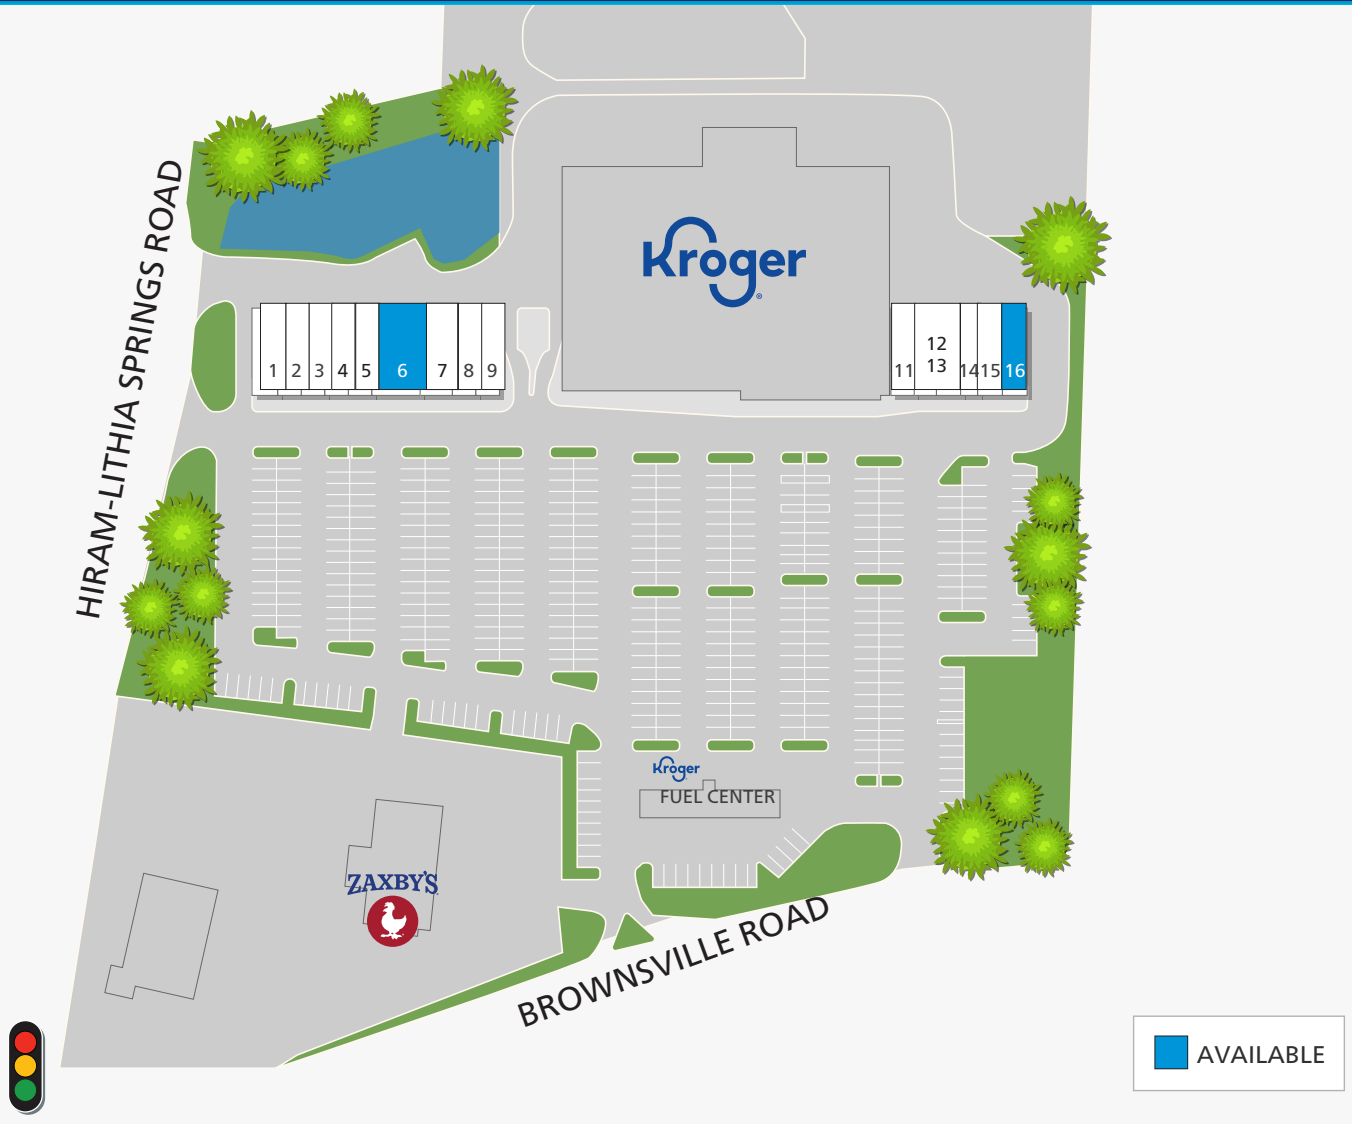 HIRAM-LITHIA SPRINGS ROAD
Kroger®
1 2 3 4 5 6 7 8 9
11 12 13 14 15 16
Kroger
FUEL CENTER
ZAXBY'S
BROWNSVILLE ROAD
AVAILABLE